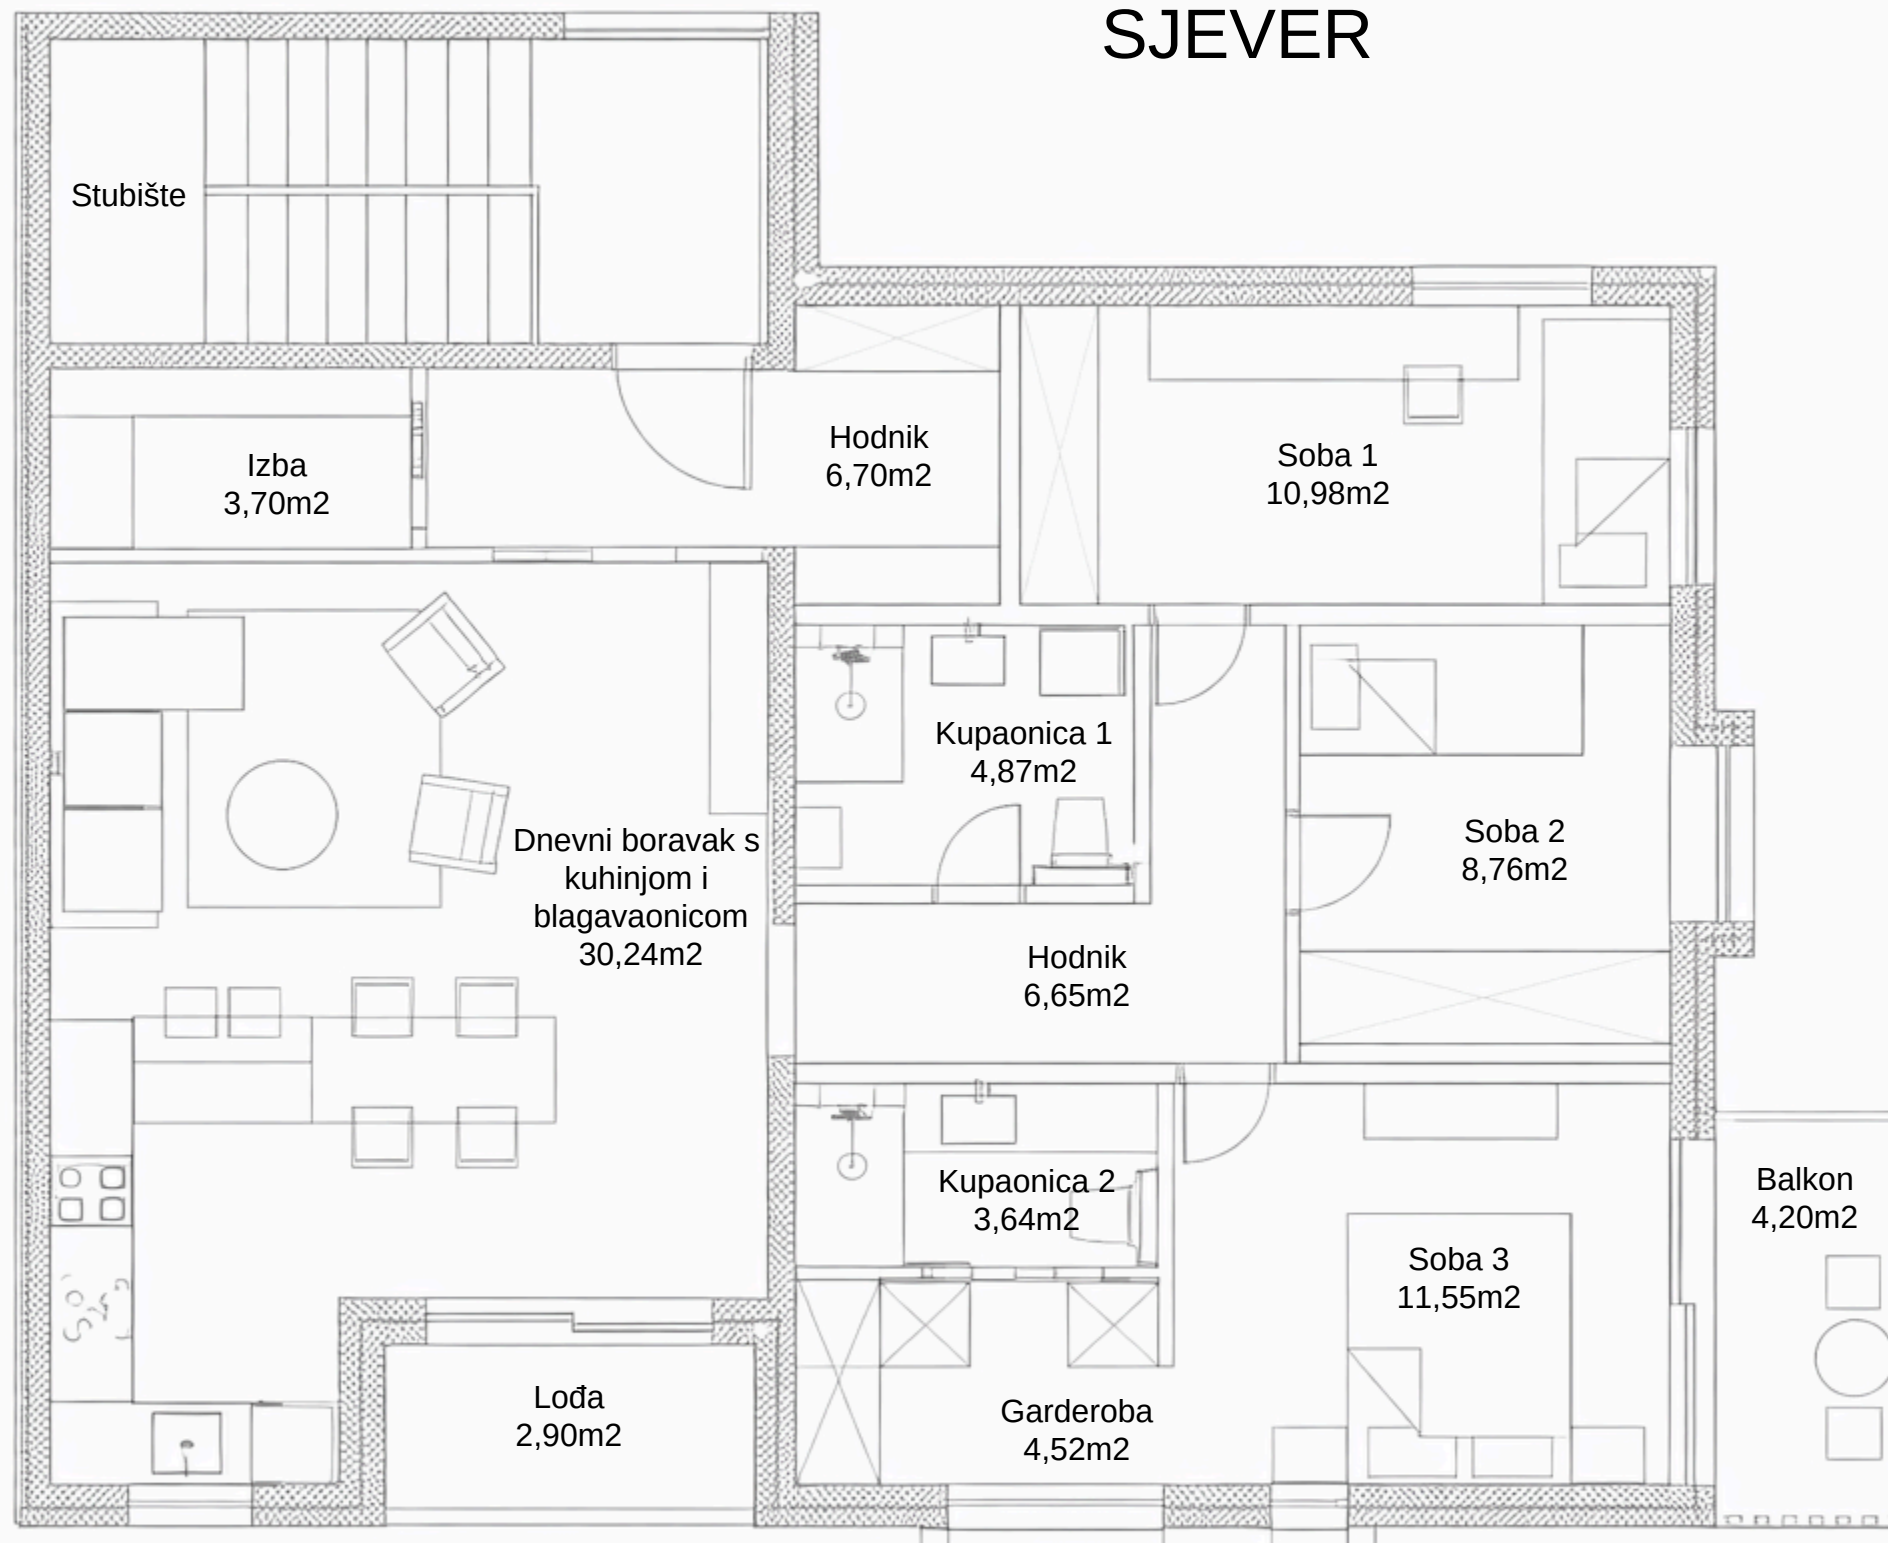 SJEVER
Stubište
Hodnik
6,70m2
Soba 1
10,98m2
Izba
3,70m2
Kupaonica 1
4,87m2
Soba 2
8,76m2
Dnevni boravak s
kuhinjom i
blagavaonicom
30,24m2
Hodnik
6,65m2
Kupaonica 2
3,64m2
Balkon
4,20m2
Soba 3
11,55m2
Lođa
2,90m2
Garderoba
4,52m2